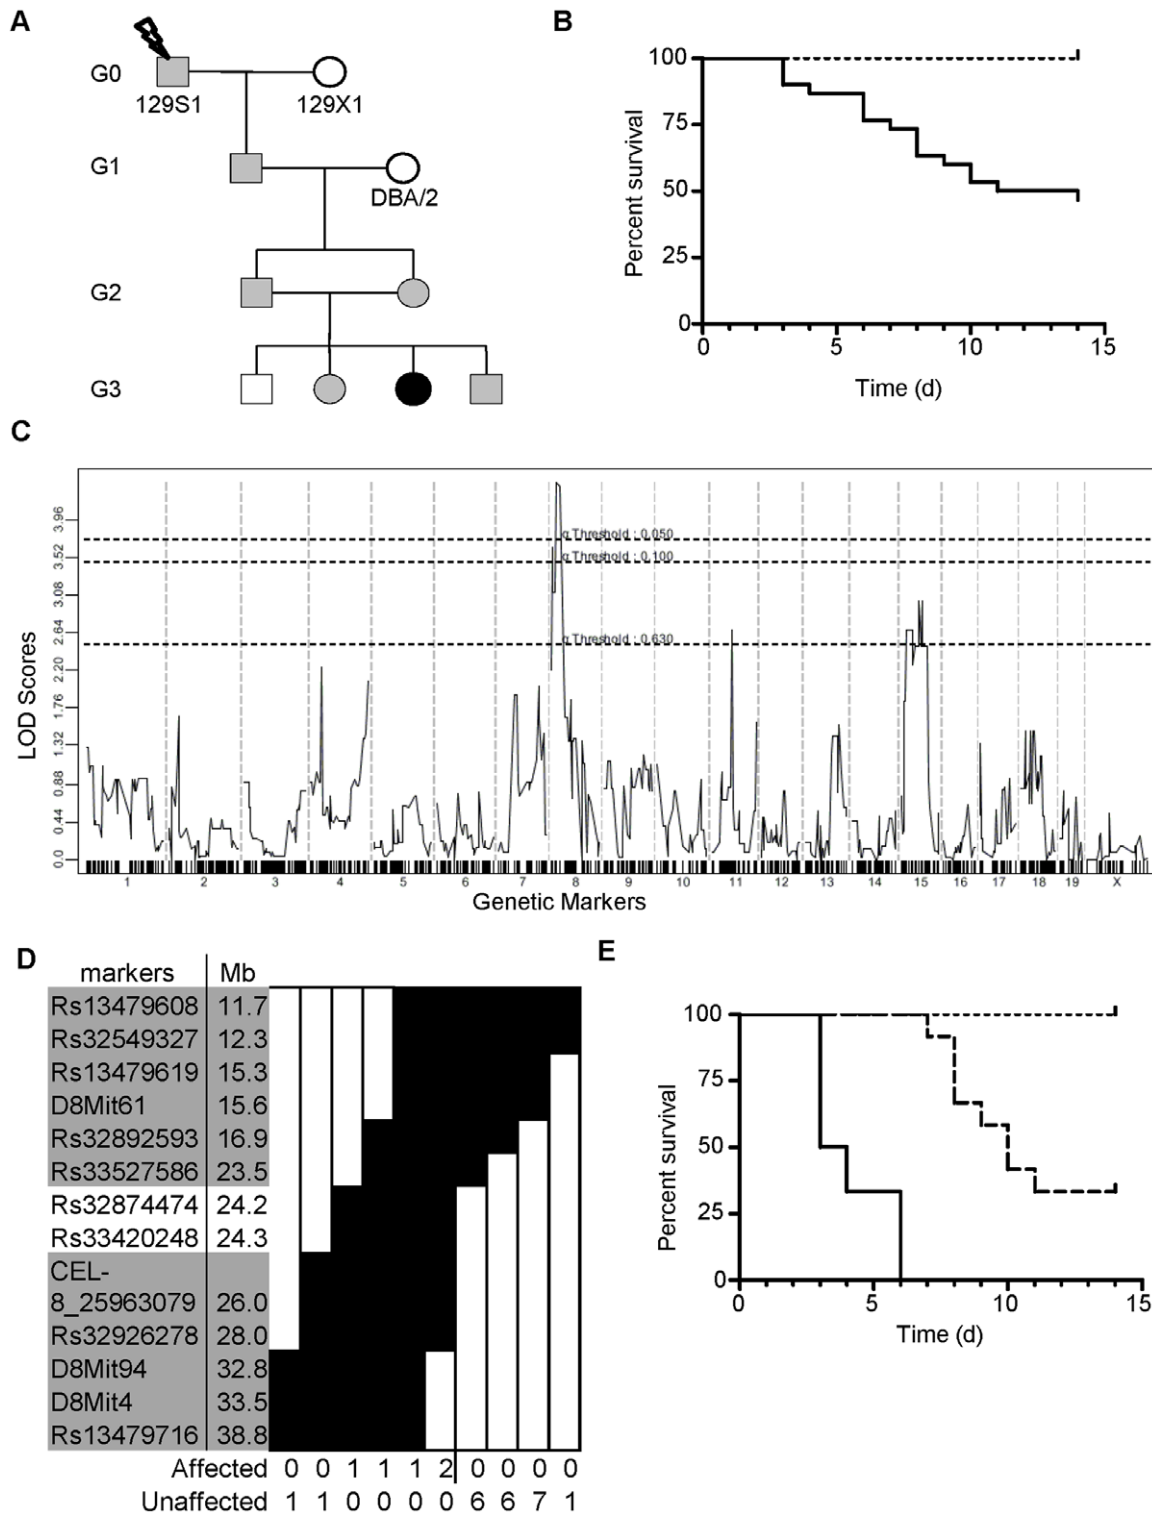 A
G0
129S1
129X1
G1
DBA/2
G2
G3
B
Percent survival
100
75
50
25
0
0 5 10 15
Time (d)
C
LOD Scores
3.96
3.52
3.08
2.64
2.20
1.76
1.32
0.88
0.44
0.0
α Threshold : 0.050
α Threshold : 0.100
α Threshold : 0.630
1 2 3 4 5 6 7 8 9 10 11 12 13 14 15 16 17 18 19 X
Genetic Markers
D
markers Mb
Rs13479608 11.7
Rs32549327 12.3
Rs13479619 15.3
D8Mit61 15.6
Rs32892593 16.9
Rs33527586 23.5
Rs32874474 24.2
Rs33420248 24.3
CEL-
8_25963079 26.0
Rs32926278 28.0
D8Mit94 32.8
D8Mit4 33.5
Rs13479716 38.8
Affected 0 0 1 1 1 2 0 0 0 0
Unaffected 1 1 0 0 0 0 6 6 7 1
E
Percent survival
100
75
50
25
0
0 5 10 15
Time (d)